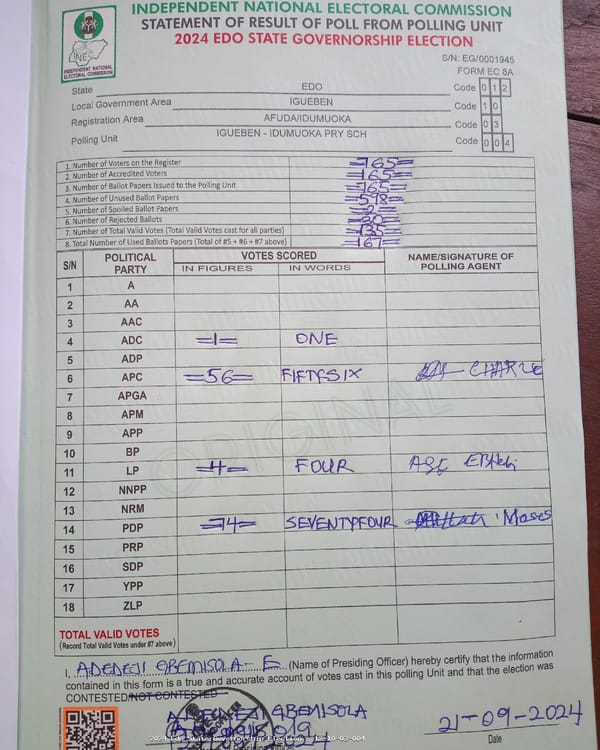 INDEPENDENT NATIONAL ELECTORAL COMMISSION
STATEMENT OF RESULT OF POLL FROM POLLING UNIT
2024 EDO STATE GOVERNORSHIP ELECTION
INEC
INDEPENDENT NATIONAL
ELECTORAL COMMISSION
S/N: EG/0001945
FORM EC 8A
State EDO Code 0 1 2
Local Government Area IGUEBEN Code 1 0
Registration Area AFUDA/IDUMUOKA Code 0 3
Polling Unit IGUEBEN - IDUMUOKA PRY SCH Code 0 0 4
1. Number of Voters on the Register =765=
2. Number of Accredited Voters =165=
3. Number of Ballot Papers Issued to the Polling Unit =765=
4. Number of Unused Ballot Papers =598=
5. Number of Spoiled Ballot Papers =2=
6. Number of Rejected Ballots =30=
7. Number of Total Valid Votes (Total Valid Votes cast for all parties) =135=
8. Total Number of Used Ballots Papers (Total of #5 + #6 + #7 above) =167=
S/N POLITICAL PARTY VOTES SCORED NAME/SIGNATURE OF POLLING AGENT
IN FIGURES IN WORDS
1 A
2 AA
3 AAC
4 ADC =1= ONE
5 ADP
6 APC =56= FIFTYSIX
7 APGA
8 APM
9 APP
10 BP
11 LP =4= FOUR
12 NNPP
13 NRM
14 PDP =74= SEVENTYFOUR Moses
15 PRP
16 SDP
17 YPP
18 ZLP
ORIGINAL
TOTAL VALID VOTES
(Record Total Valid Votes under #7 above)
I, ADEDEJI GBEMISOLA - E (Name of Presiding Officer) hereby certify that the information
contained in this form is a true and accurate account of votes cast in this polling Unit and that the election was
CONTESTED/NOT CONTESTED
ADEDEJI GBEMISOLA
21-09-2024
Date